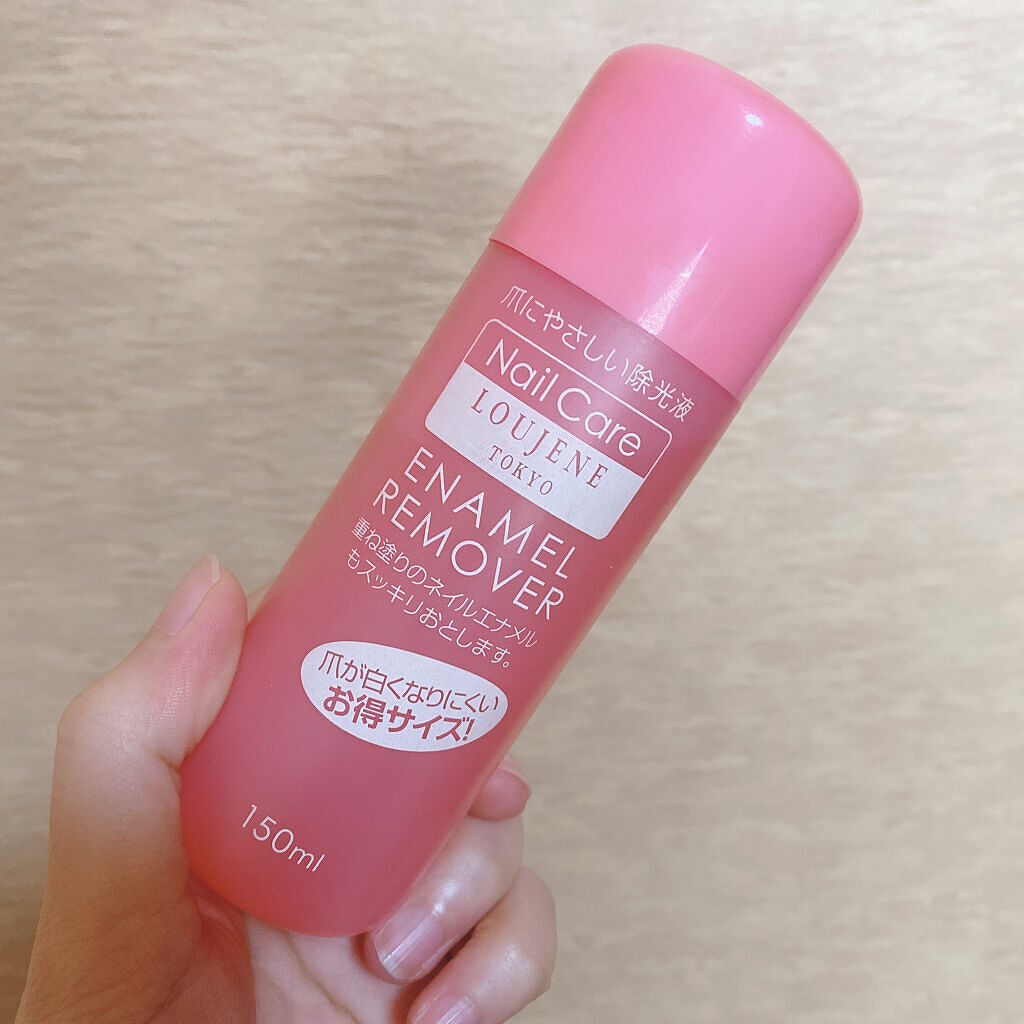 爪にやさしい除光液
Nail Care
LOUJENE
TOKYO
ENAMEL
REMOVER
重ね塗りのネイルエナメル
もスッキリおとします。
爪が白くなりにくい
お得サイズ!
150ml